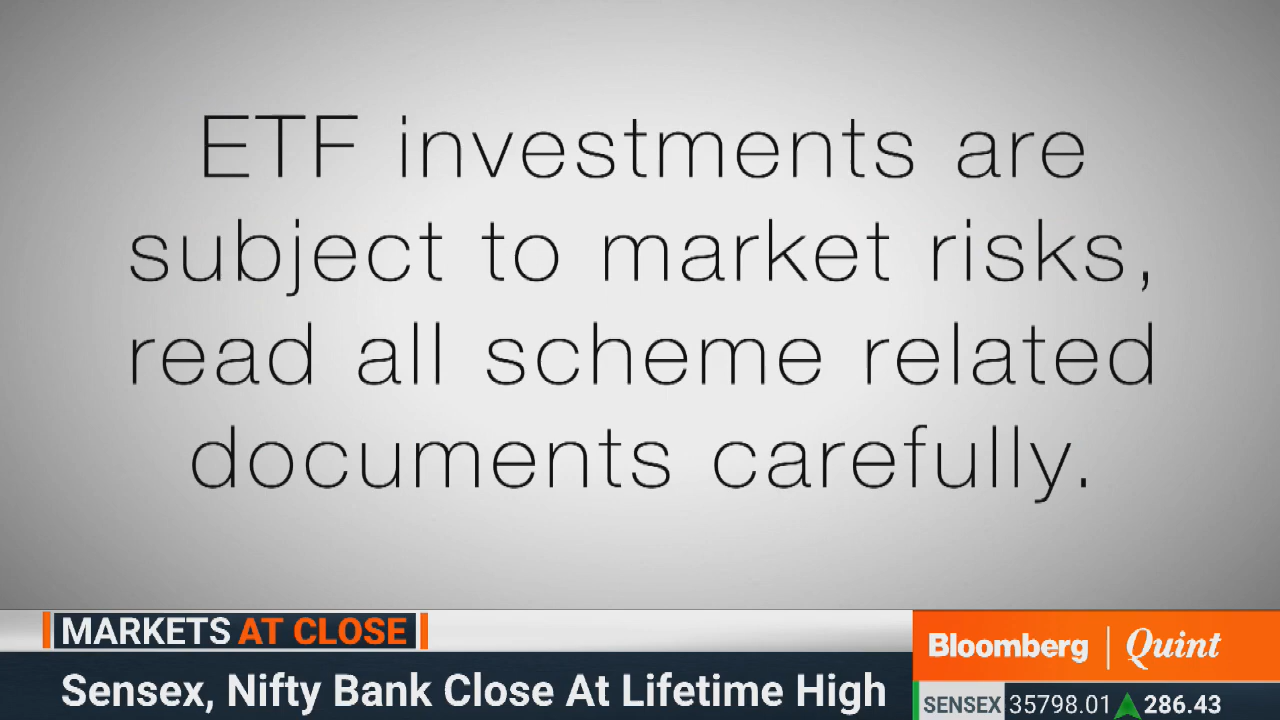 ETF investments are
subject to market risks,
read all scheme related
documents carefully.
MARKETS AT CLOSE
Bloomberg | Quint
Sensex, Nifty Bank Close At Lifetime High
SENSEX 35798.01 ▲ 286.43